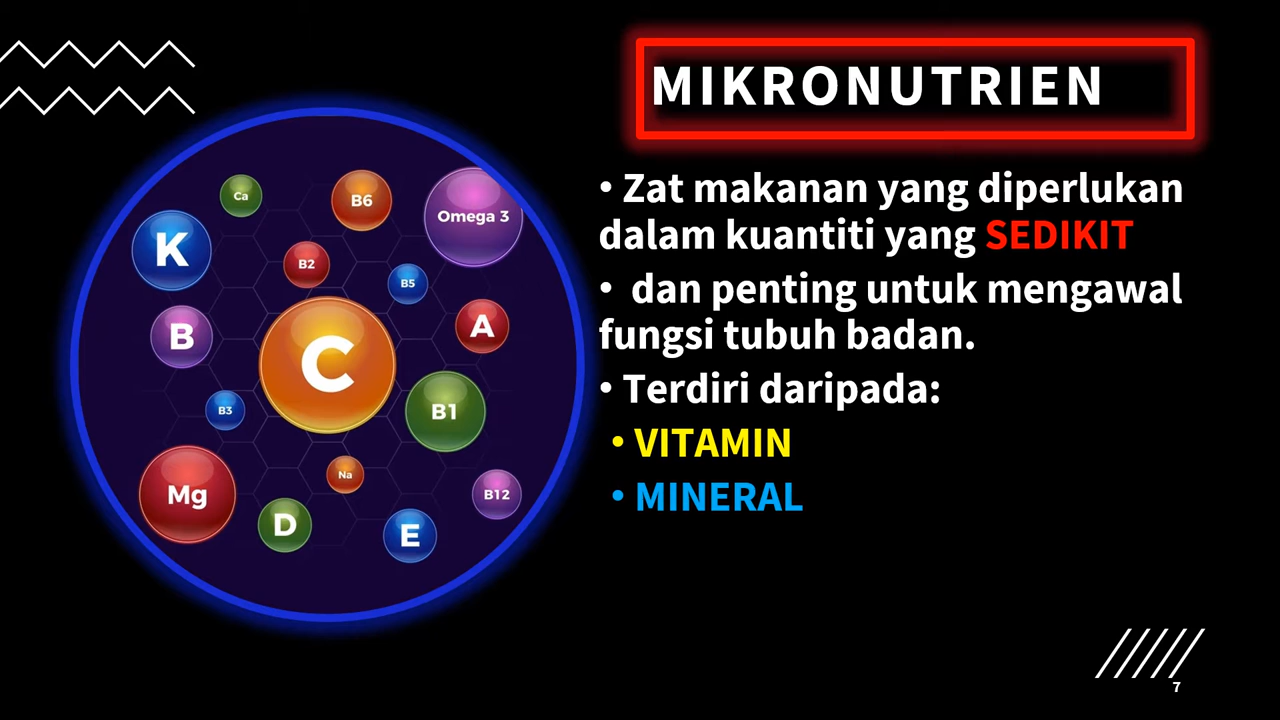 MIKRONUTRIEN
• Zat makanan yang diperlukan
dalam kuantiti yang SEDIKIT
• dan penting untuk mengawal
fungsi tubuh badan.
• Terdiri daripada:
• VITAMIN
• MINERAL
Ca
B6
Omega 3
K
B2
B5
B
A
C
B3
B1
Mg
Na
B12
D
E
7